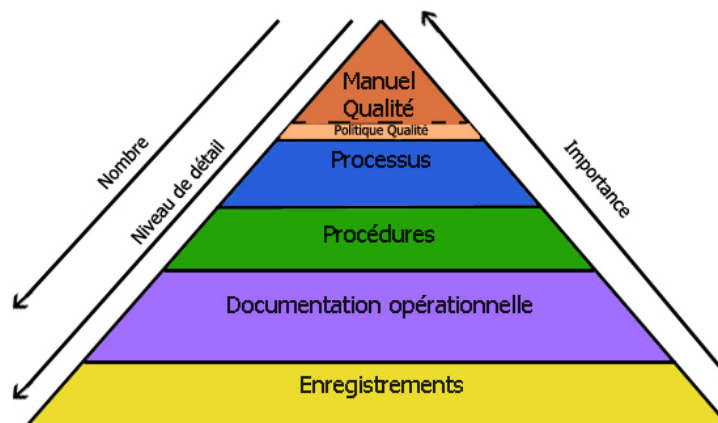 Manuel
Qualité
Politique Qualité
Processus
Procédures
Documentation opérationnelle
Enregistrements
Nombre
Niveau de détail
Importance